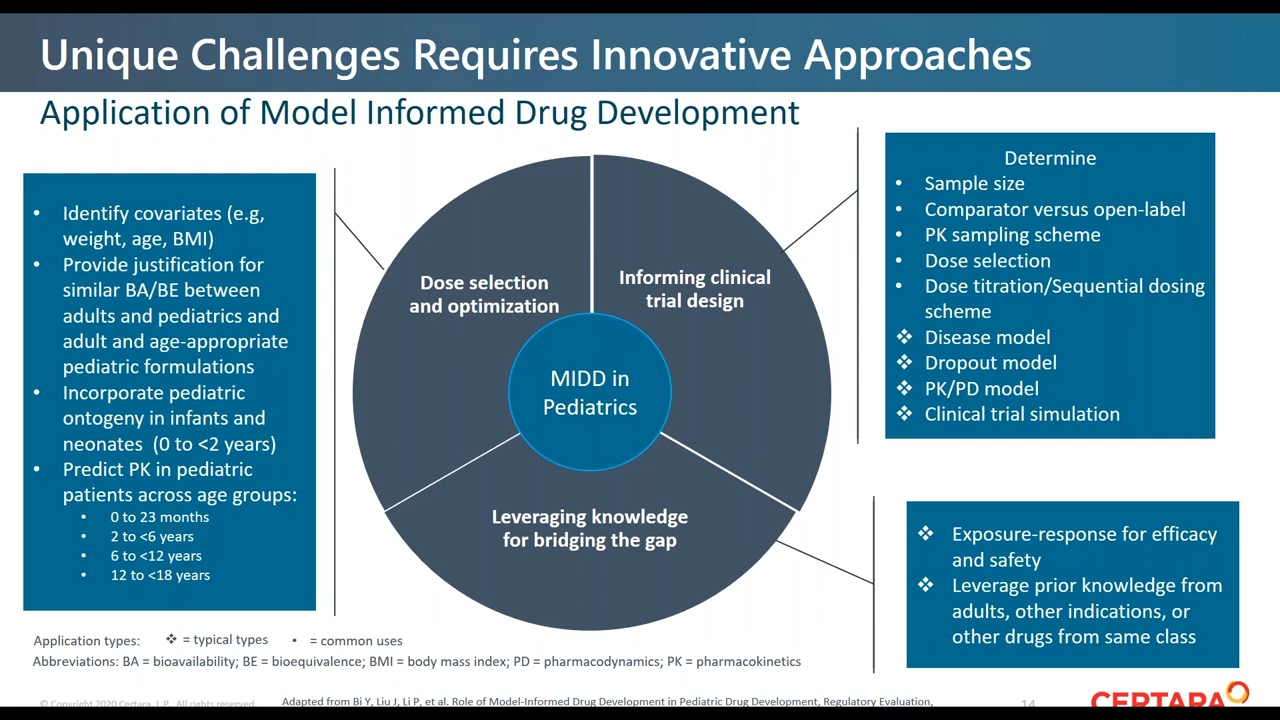 Unique Challenges Requires Innovative Approaches
Application of Model Informed Drug Development
• Identify covariates (e.g,
weight, age, BMI)
• Provide justification for
similar BA/BE between
adults and pediatrics and
adult and age-appropriate
pediatric formulations
• Incorporate pediatric
ontogeny in infants and
neonates (0 to <2 years)
• Predict PK in pediatric
patients across age groups:
• 0 to 23 months
• 2 to <6 years
• 6 to <12 years
• 12 to <18 years
Dose selection
and optimization
Informing clinical
trial design
MIDD in
Pediatrics
Leveraging knowledge
for bridging the gap
Determine
• Sample size
• Comparator versus open-label
• PK sampling scheme
• Dose selection
• Dose titration/Sequential dosing
scheme
❖ Disease model
❖ Dropout model
❖ PK/PD model
❖ Clinical trial simulation
❖ Exposure-response for efficacy
and safety
❖ Leverage prior knowledge from
adults, other indications, or
other drugs from same class
Application types: ❖ = typical types • = common uses
Abbreviations: BA = bioavailability; BE = bioequivalence; BMI = body mass index; PD = pharmacodynamics; PK = pharmacokinetics
© Copyright 2020 Certara, L.P. All rights reserved.
Adapted from Bi Y, Liu J, Li P, et al. Role of Model-Informed Drug Development in Pediatric Drug Development, Regulatory Evaluation,
14
CERTARA